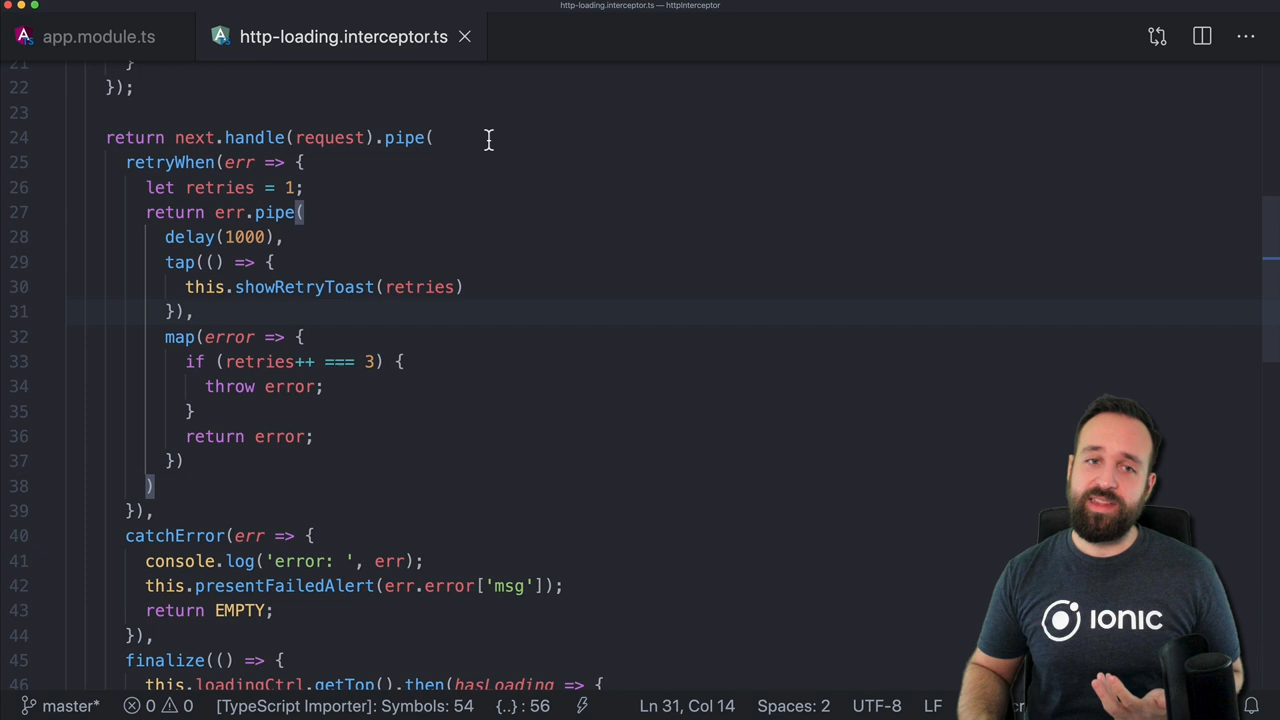 http-loading.interceptor.ts — httpInterceptor
app.module.ts
http-loading.interceptor.ts
21 }
22 });
23
24 return next.handle(request).pipe(
25 retryWhen(err => {
26 let retries = 1;
27 return err.pipe(
28 delay(1000),
29 tap(() => {
30 this.showRetryToast(retries)
31 }),
32 map(error => {
33 if (retries++ === 3) {
34 throw error;
35 }
36 return error;
37 })
38 )
39 }),
40 catchError(err => {
41 console.log('error: ', err);
42 this.presentFailedAlert(err.error['msg']);
43 return EMPTY;
44 }),
45 finalize(() => {
46 this.loadingCtrl.getTop().then(hasLoading => {
IONIC
master* 0 0 [TypeScript Importer]: Symbols: 54 {..} : 56 Ln 31, Col 14 Spaces: 2 UTF-8 LF